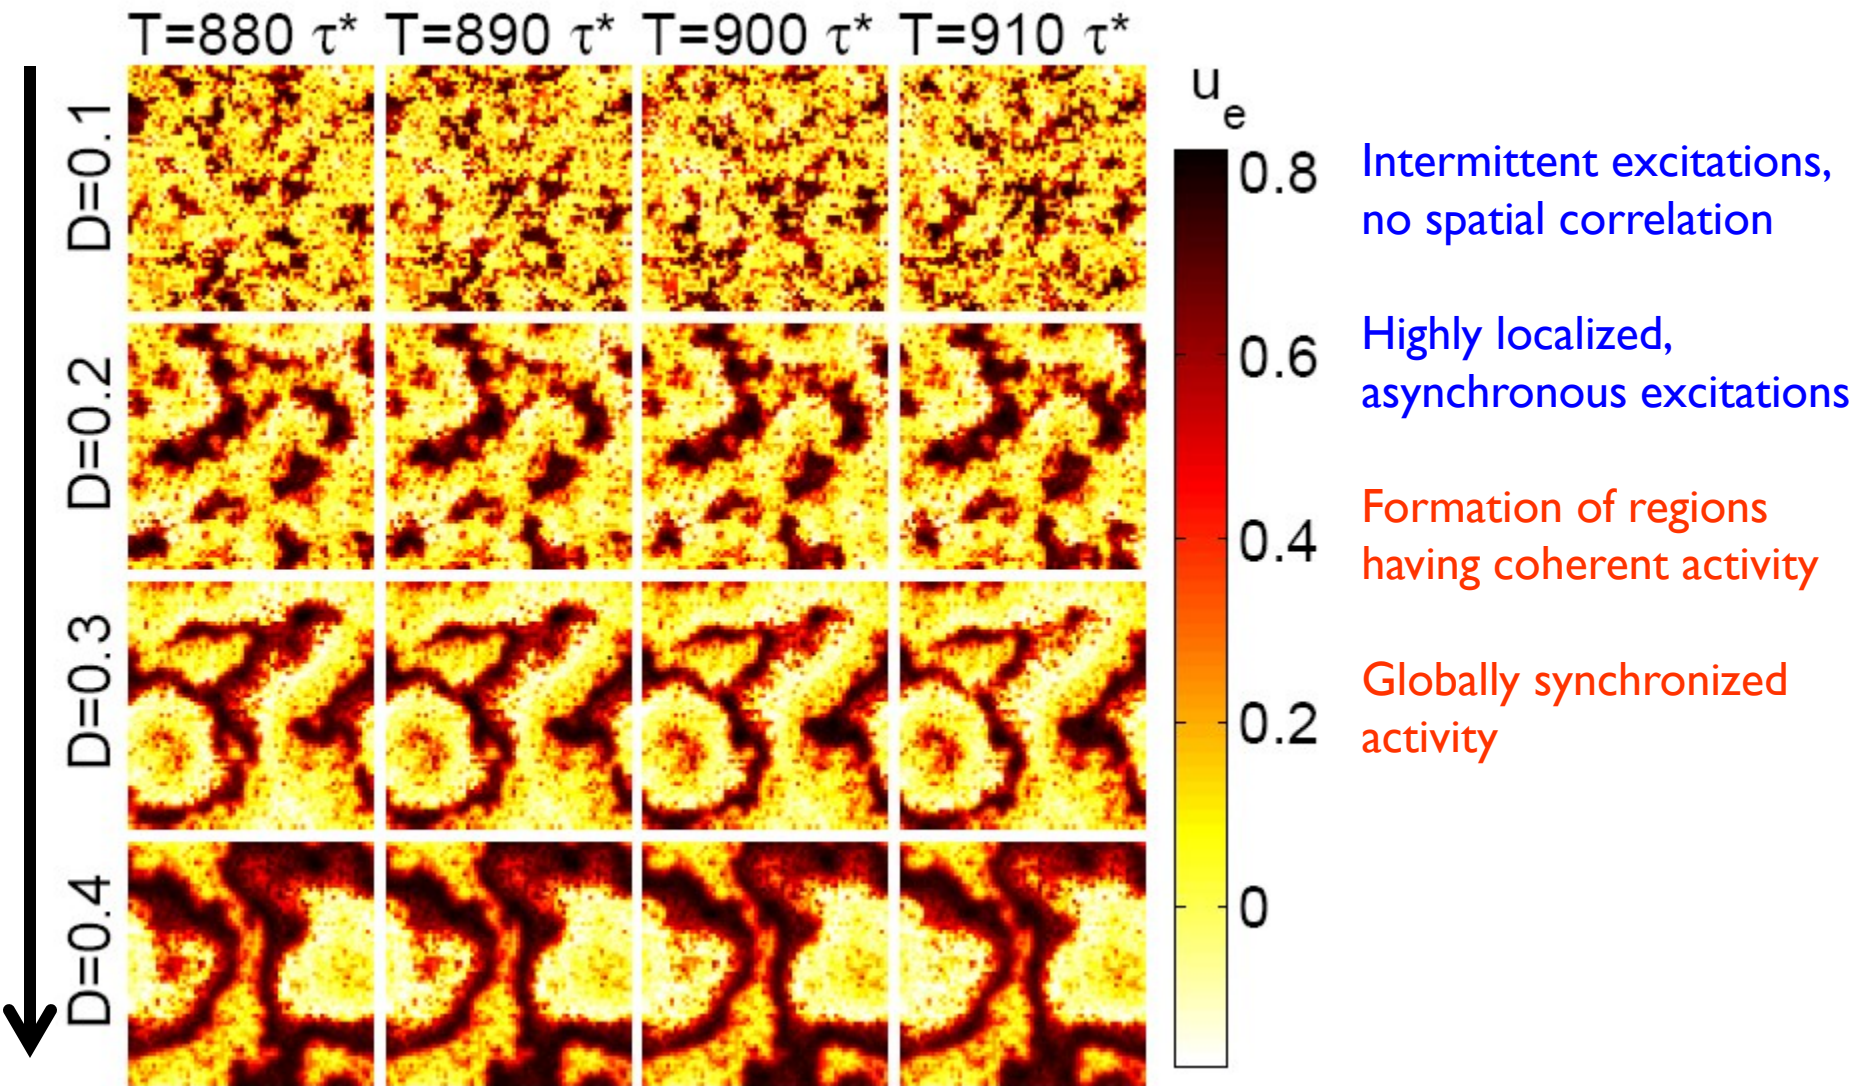 T=880 τ* T=890 τ* T=900 τ* T=910 τ*
D=0.1
D=0.2
D=0.3
D=0.4
u_e
0.8
0.6
0.4
0.2
0
Intermittent excitations,
no spatial correlation
Highly localized,
asynchronous excitations
Formation of regions
having coherent activity
Globally synchronized
activity